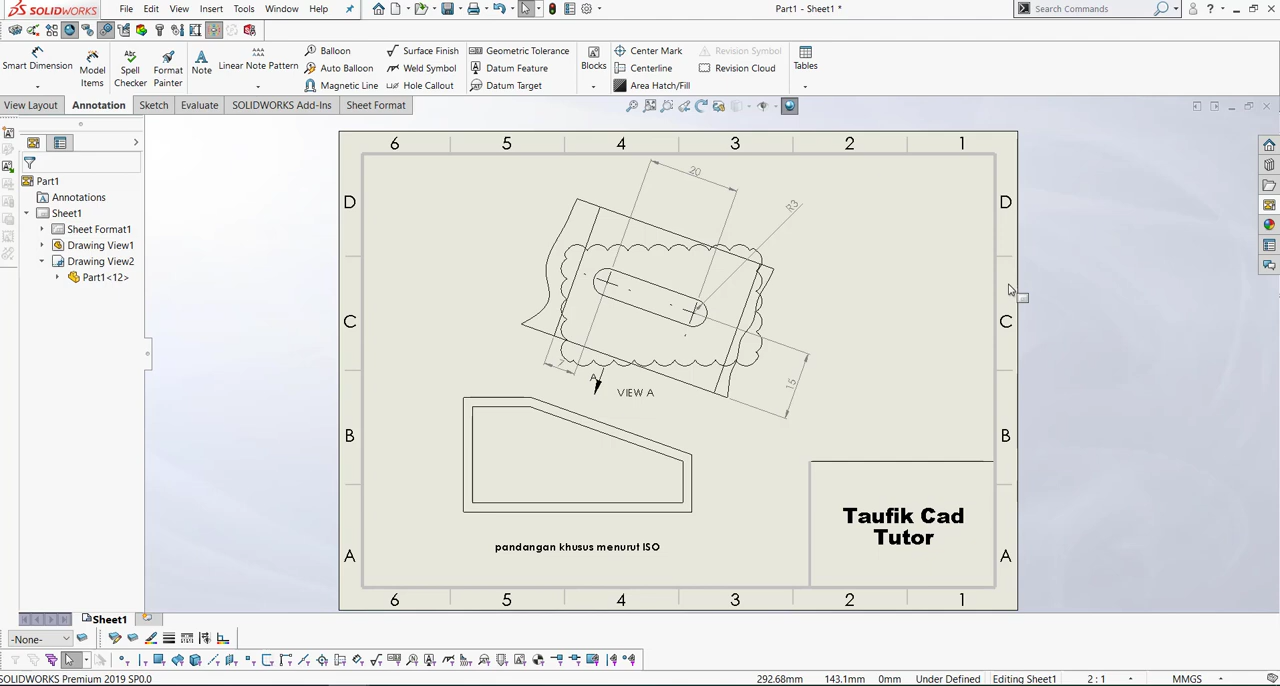 SOLIDWORKS File Edit View Insert Tools Window Help Part1 - Sheet1 * Search Commands
Smart Dimension
Model Items
Spell Checker
Format Painter
Note
Linear Note Pattern
Balloon
Auto Balloon
Magnetic Line
Surface Finish
Weld Symbol
Hole Callout
Geometric Tolerance
Datum Feature
Datum Target
Blocks
Center Mark
Centerline
Area Hatch/Fill
Revision Symbol
Revision Cloud
Tables
View Layout Annotation Sketch Evaluate SOLIDWORKS Add-Ins Sheet Format
Part1
Annotations
Sheet1
Sheet Format1
Drawing View1
Drawing View2
Part1<12>
6 5 4 3 2 1
D D
20
R3
C C
7
15
A
VIEW A
B B
Taufik Cad
Tutor
pandangan khusus menurut ISO
A A
6 5 4 3 2 1
Sheet1
-None-
SOLIDWORKS Premium 2019 SP0.0 292.68mm 143.1mm 0mm Under Defined Editing Sheet1 2 : 1 MMGS